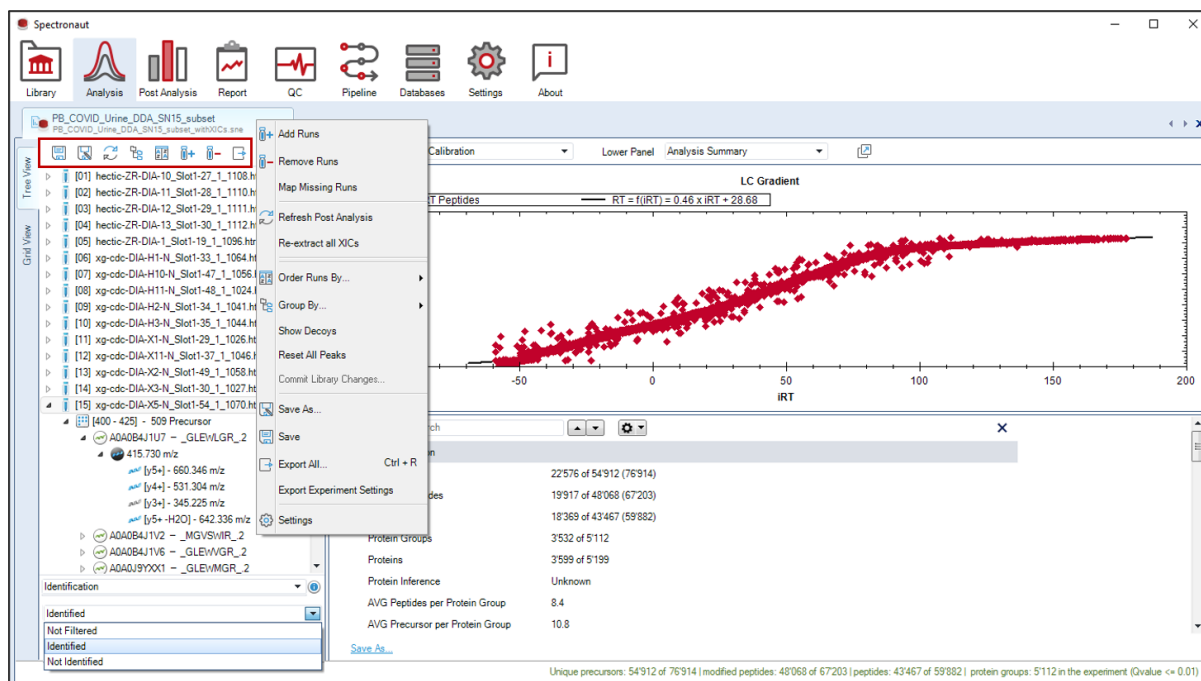 Spectronaut
Library
Analysis
Post Analysis
Report
QC
Pipeline
Databases
Settings
About
PB_COVID_Urine_DDA_SN15_subset
PB_COVID_Urine_DDA_SN15_subset_withXICs.sne
Tree View
Grid View
[01] hectic-ZR-DIA-10_Slot1-27_1_1108.h
[02] hectic-ZR-DIA-11_Slot1-28_1_1110.h
[03] hectic-ZR-DIA-12_Slot1-29_1_1111.h
[04] hectic-ZR-DIA-13_Slot1-30_1_1112.h
[05] hectic-ZR-DIA-1_Slot1-19_1_1096.htr
[06] xg-cdc-DIA-H1-N_Slot1-33_1_1064.h
[07] xg-cdc-DIA-H10-N_Slot1-47_1_1056.
[08] xg-cdc-DIA-H11-N_Slot1-48_1_1024.
[09] xg-cdc-DIA-H2-N_Slot1-34_1_1041.h
[10] xg-cdc-DIA-H3-N_Slot1-35_1_1044.h
[11] xg-cdc-DIA-X1-N_Slot1-29_1_1026.h
[12] xg-cdc-DIA-X11-N_Slot1-37_1_1046.
[13] xg-cdc-DIA-X2-N_Slot1-49_1_1058.h
[14] xg-cdc-DIA-X3-N_Slot1-30_1_1027.h
[15] xg-cdc-DIA-X5-N_Slot1-54_1_1070.h
[400 - 425] - 509 Precursor
A0A0B4J1U7 – _GLEWLGR_.2
415.730 m/z
[y5+] - 660.346 m/z
[y4+] - 531.304 m/z
[y3+] - 345.225 m/z
[y5+ -H2O] - 642.336 m/z
A0A0B4J1V2 – _MGVSWIR_.2
A0A0B4J1V6 – _GLEWVGR_.2
A0A0J9YXX1 – _GLEWMGR_.2
Identification
Identified
Not Filtered
Identified
Not Identified
Add Runs
Remove Runs
Map Missing Runs
Refresh Post Analysis
Re-extract all XICs
Order Runs By...
Group By...
Show Decoys
Reset All Peaks
Commit Library Changes...
Save As...
Save
Export All... Ctrl + R
Export Experiment Settings
Settings
Calibration
Lower Panel Analysis Summary
LC Gradient
Peptides RT = f(iRT) = 0.46 x iRT + 28.68
-50 0 50 100 150 200
iRT
22'576 of 54'912 (76'914)
19'917 of 48'068 (67'203)
18'369 of 43'467 (59'882)
Protein Groups 3'532 of 5'112
Proteins 3'599 of 5'199
Protein Inference Unknown
AVG Peptides per Protein Group 8.4
AVG Precursor per Protein Group 10.8
Save As...
Unique precursors: 54'912 of 76'914 | modified peptides: 48'068 of 67'203 | peptides: 43'467 of 59'882 | protein groups: 5'112 in the experiment (Qvalue <= 0.01)